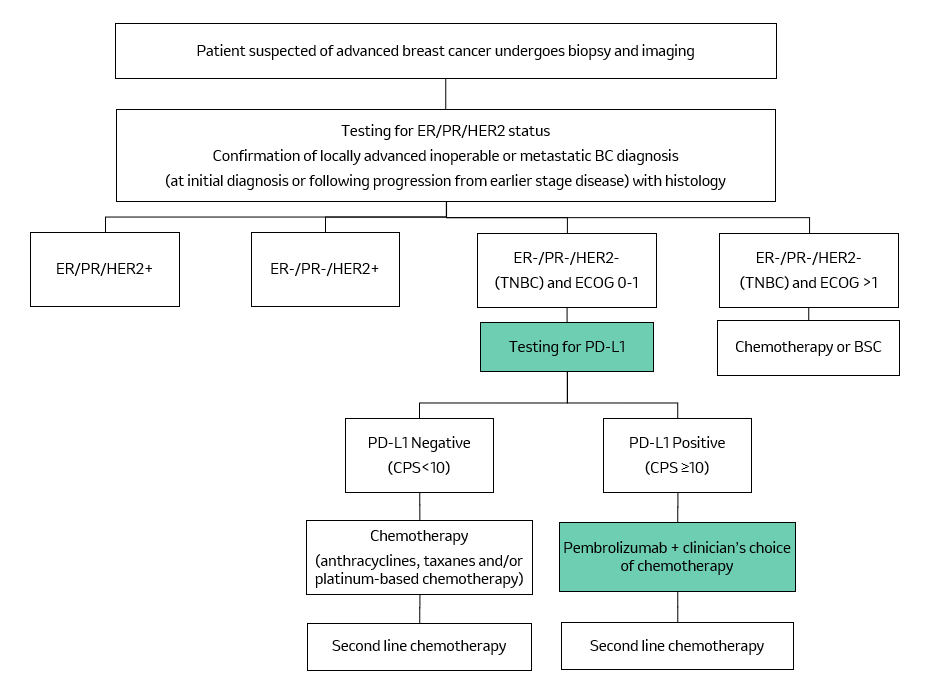 Patient suspected of advanced breast cancer undergoes biopsy and imaging
Testing for ER/PR/HER2 status
Confirmation of locally advanced inoperable or metastatic BC diagnosis
(at initial diagnosis or following progression from earlier stage disease) with histology
ER/PR/HER2+
ER-/PR-/HER2+
ER-/PR-/HER2-
(TNBC) and ECOG 0-1
ER-/PR-/HER2-
(TNBC) and ECOG >1
Testing for PD-L1
Chemotherapy or BSC
PD-L1 Negative
(CPS<10)
PD-L1 Positive
(CPS ≥10)
Chemotherapy
(anthracyclines, taxanes and/or
platinum-based chemotherapy)
Pembrolizumab + clinician's choice
of chemotherapy
Second line chemotherapy
Second line chemotherapy